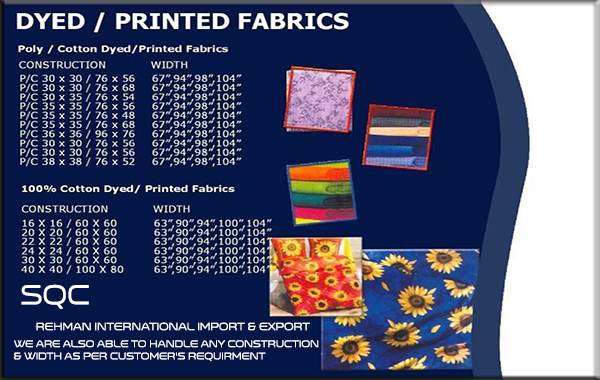 DYED / PRINTED FABRICS
Poly / Cotton Dyed/Printed Fabrics
CONSTRUCTION WIDTH
P/C 30 x 30 / 76 x 56 67”,94”,98”,104”
P/C 30 x 30 / 76 x 68 67”,94”,98”,104”
P/C 30 x 35 / 76 x 54 67”,94”,98”,104”
P/C 35 x 35 / 76 x 56 67”,94”,98”,104”
P/C 35 x 35 / 76 x 48 67”,94”,98”,104”
P/C 35 x 35 / 76 x 68 67”,94”,98”,104”
P/C 36 x 36 / 96 x 76 67”,94”,98”,104”
P/C 30 x 30 / 76 x 56 67”,94”,98”,104”
P/C 30 x 30 / 76 x 56 67”,94”,98”,104”
P/C 38 x 38 / 76 x 52 67”,94”,98”,104”
100% Cotton Dyed/ Printed Fabrics
CONSTRUCTION WIDTH
16 X 16 / 60 X 60 63”,90”,94”,100”,104”
20 X 20 / 60 X 60 63”,90”,94”,100”,104”
22 X 22 / 60 X 60 63”,90”,94”,100”,104”
24 X 24 / 60 X 60 63”,90”,94”,100”,104”
30 X 30 / 60 X 60 63”,90”,94”,100”,104”
40 X 40 / 100 X 80 63”,90”,94”,100”,104”
SQC
REHMAN INTERNATIONAL IMPORT & EXPORT
WE ARE ALSO ABLE TO HANDLE ANY CONSTRUCTION
& WIDTH AS PER CUSTOMER'S REQUIRMENT